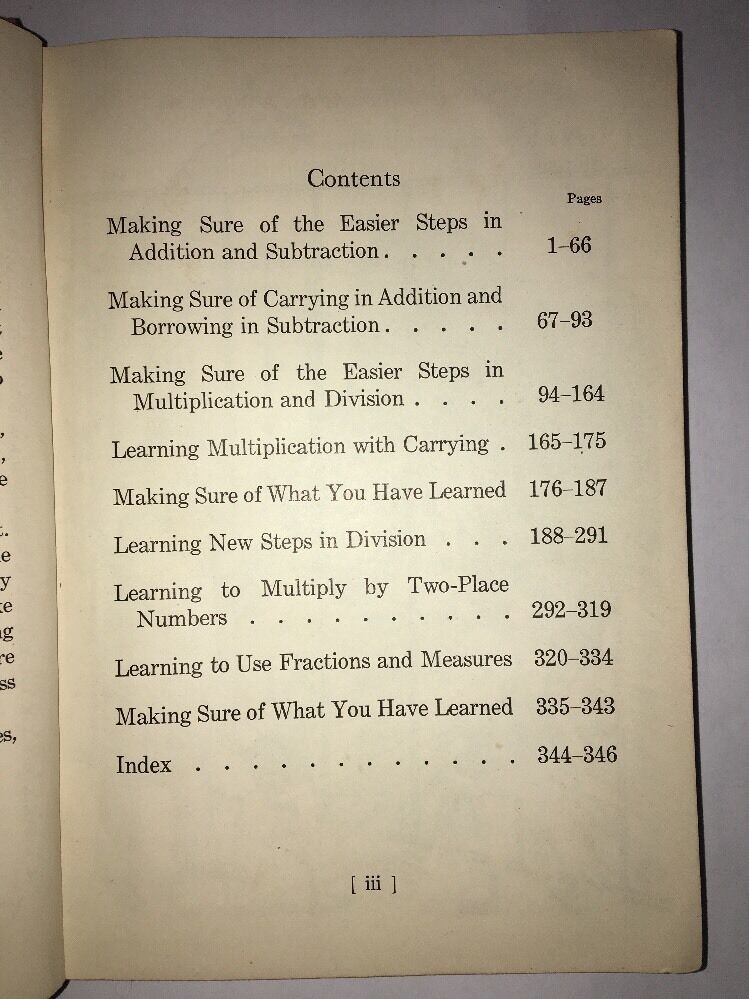 Contents
Pages
Making Sure of the Easier Steps in
Addition and Subtraction . . . . . 1–66
Making Sure of Carrying in Addition and
Borrowing in Subtraction . . . . . 67–93
Making Sure of the Easier Steps in
Multiplication and Division . . . . 94–164
Learning Multiplication with Carrying . 165–175
Making Sure of What You Have Learned 176–187
Learning New Steps in Division . . . 188–291
Learning to Multiply by Two-Place
Numbers . . . . . . . . . . 292–319
Learning to Use Fractions and Measures 320–334
Making Sure of What You Have Learned 335–343
Index . . . . . . . . . . . . 344–346
[ iii ]